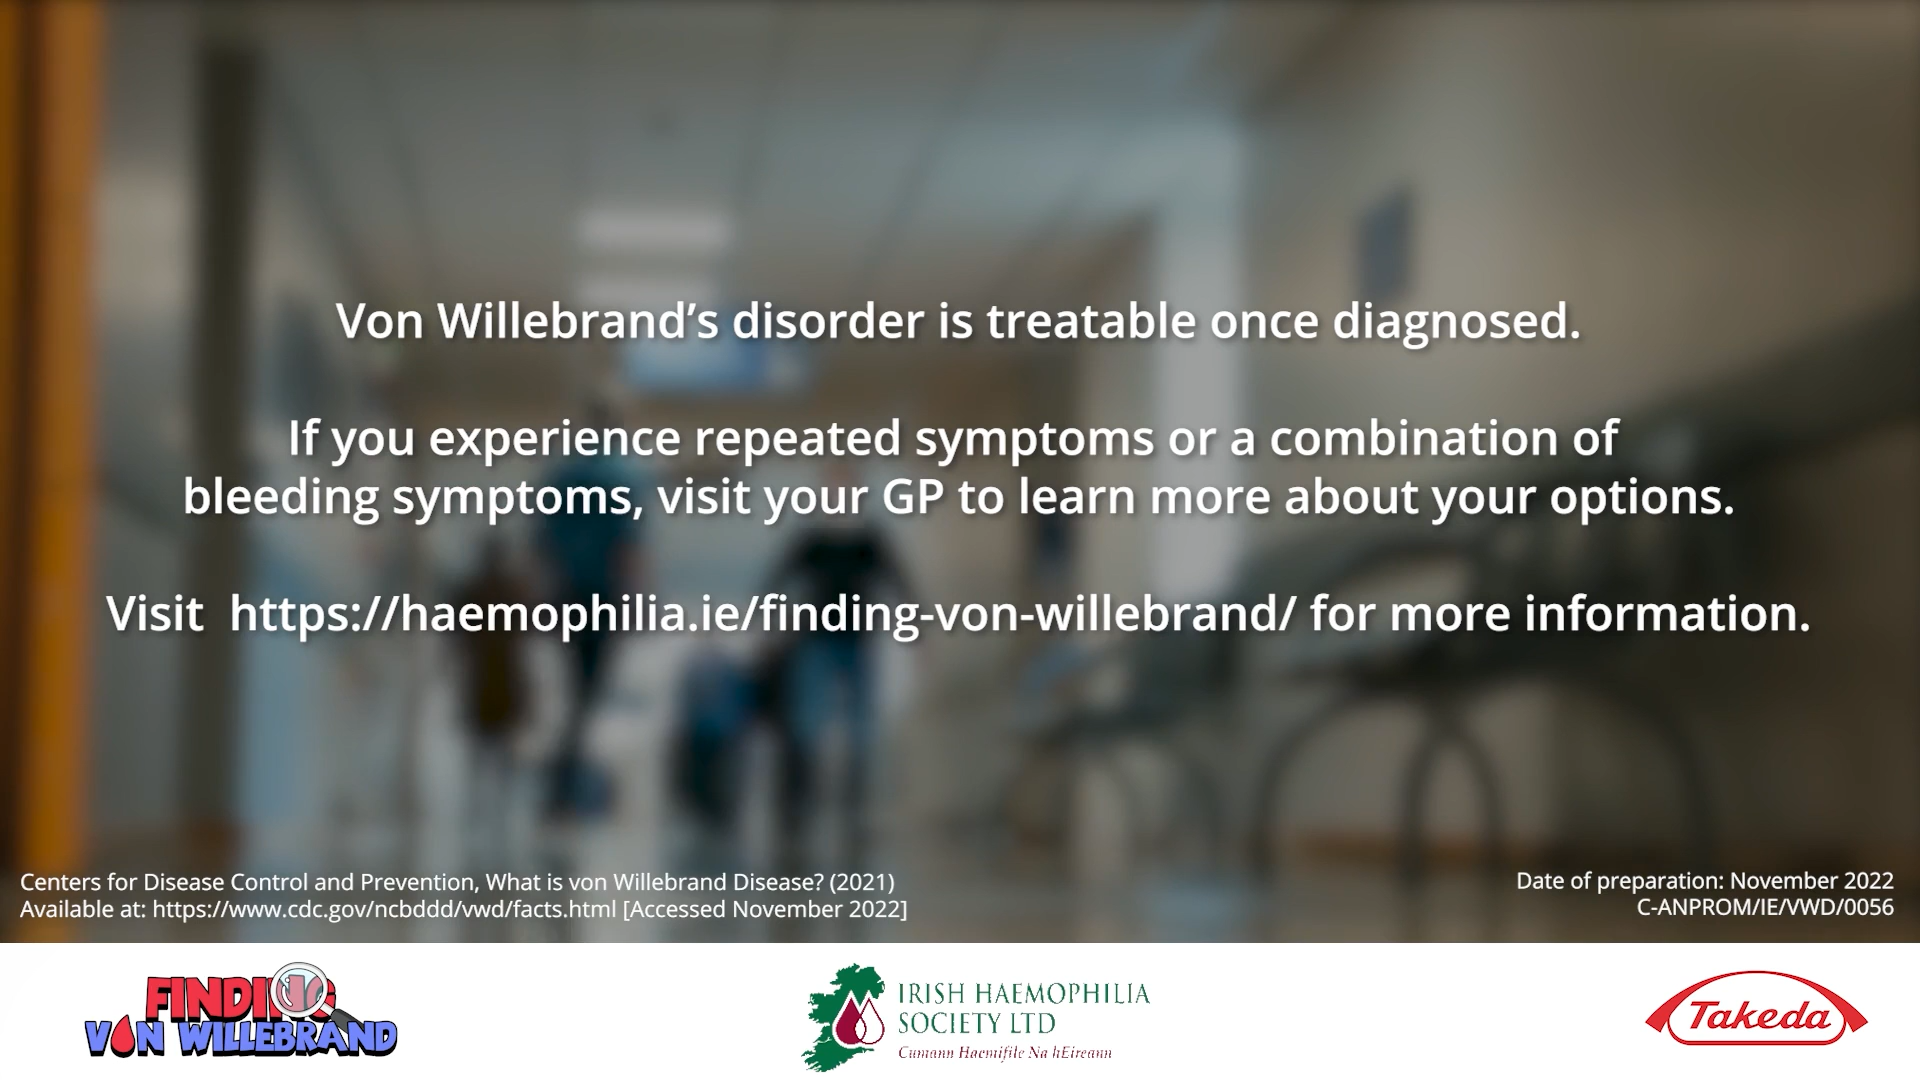 Von Willebrand’s disorder is treatable once diagnosed.
If you experience repeated symptoms or a combination of
bleeding symptoms, visit your GP to learn more about your options.
Visit  https://haemophilia.ie/finding-von-willebrand/ for more information.
Centers for Disease Control and Prevention, What is von Willebrand Disease? (2021)
Available at: https://www.cdc.gov/ncbddd/vwd/facts.html [Accessed November 2022]
Date of preparation: November 2022
C-ANPROM/IE/VWD/0056
FINDING
VON WILLEBRAND
IRISH HAEMOPHILIA
SOCIETY LTD
Cumann Haemifile Na hEireann
Takeda